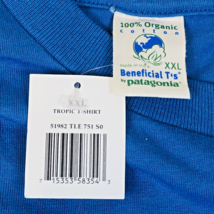 100% Organic
cotton
XXL
Beneficial T's
by patagonia
XXL
TROPIC T-SHIRT
51982 TLE 751 S0
7 15353 58354 3